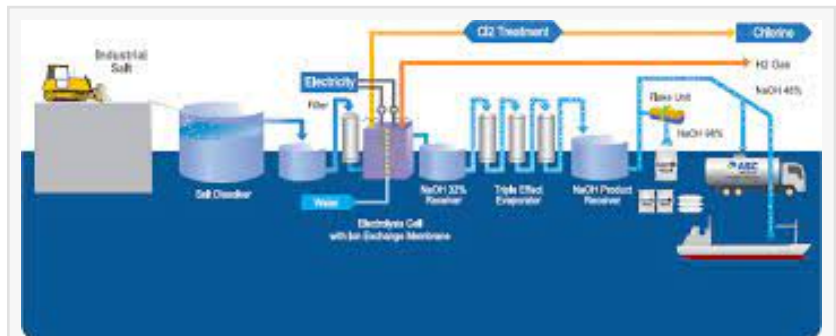 Industrial
Salt
Cl2 Treatment
Chlorine
Electricity
H2 Gas
Filter
NaOH 48%
Flake Unit
NaOH 98%
Salt Dissolver
Water
NaOH 32%
Receiver
Triple Effect
Evaporator
NaOH Product
Receiver
Electrolysis Cell
with Ion Exchange Membrane